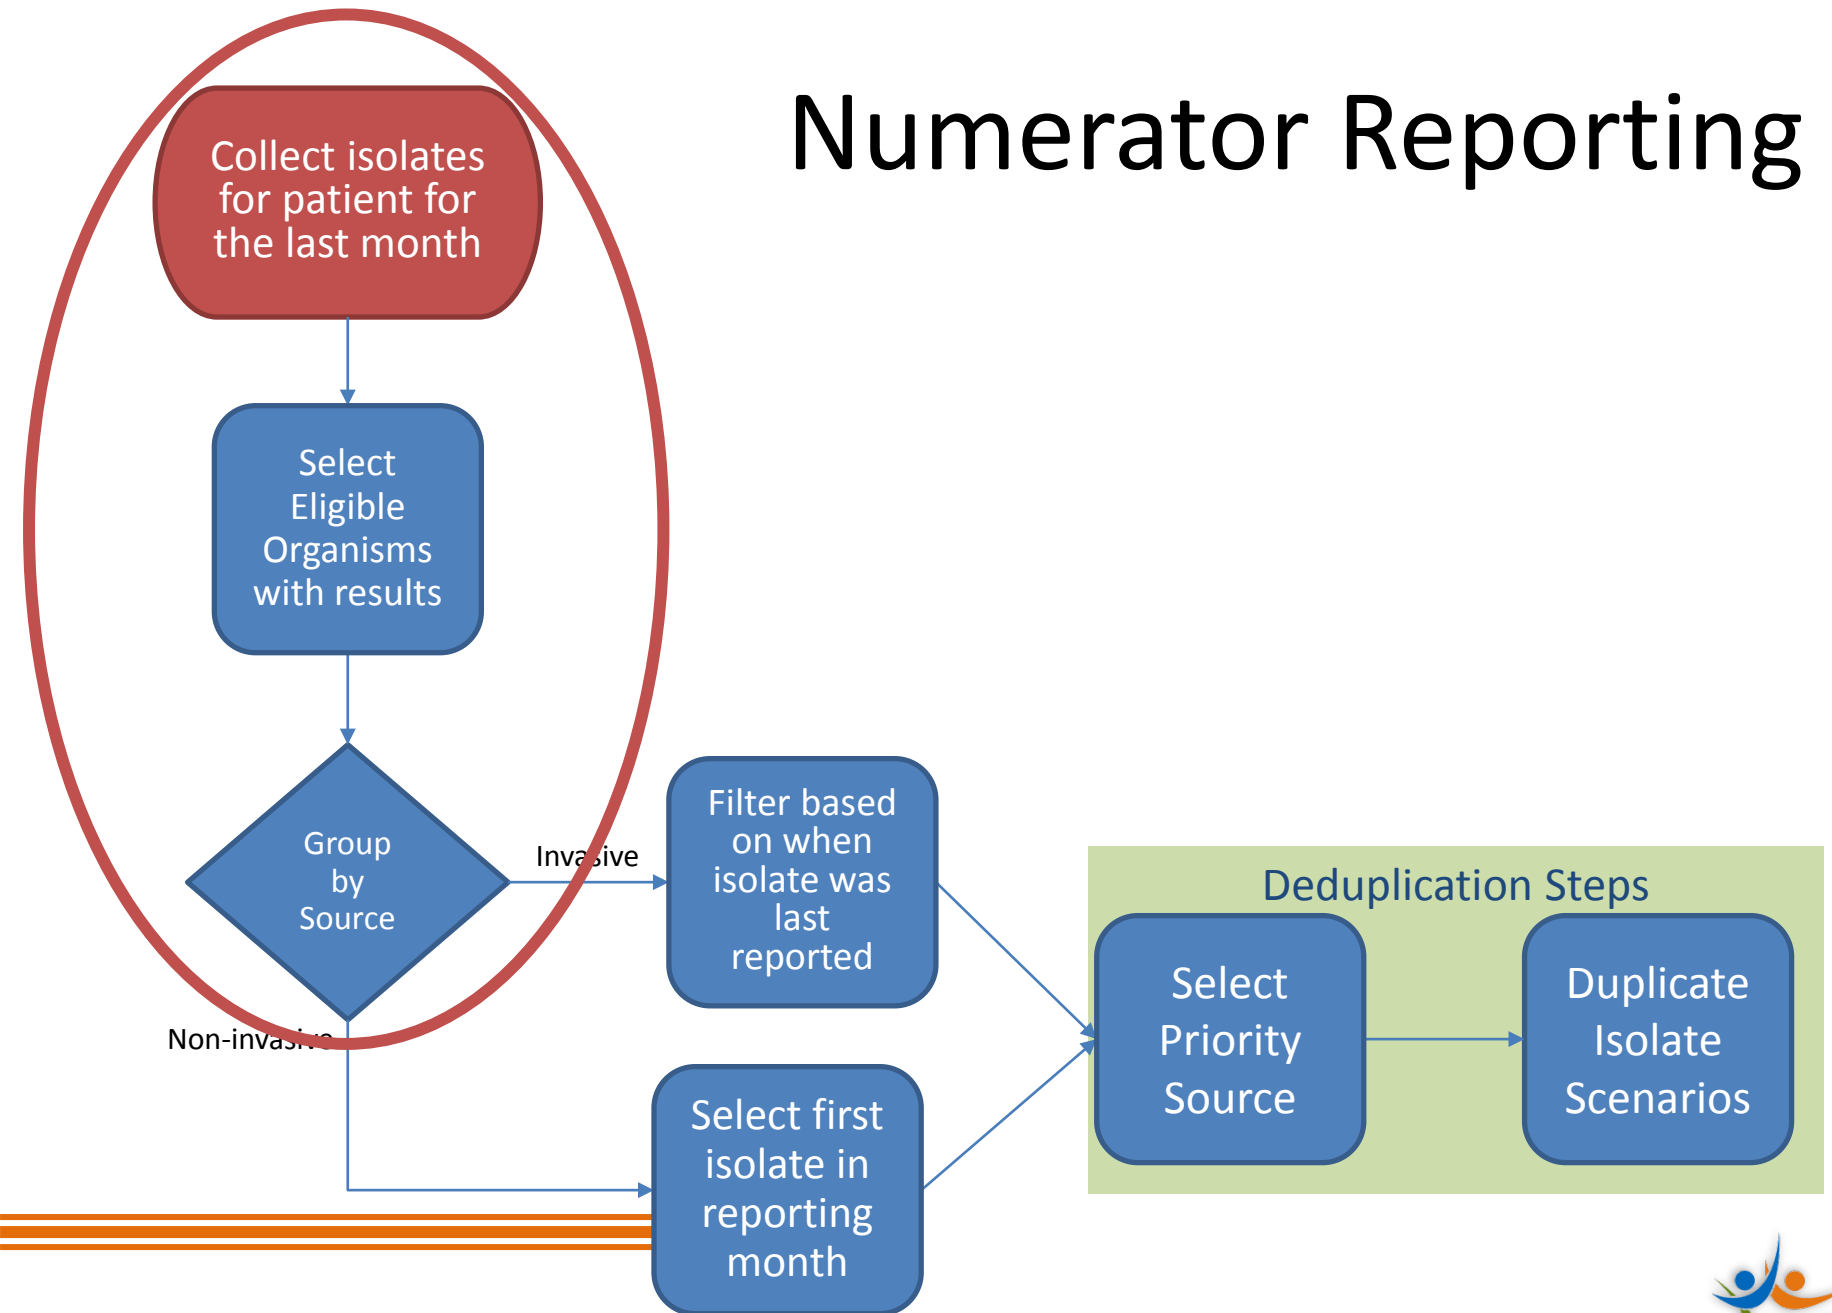 Numerator Reporting
Collect isolates
for patient for
the last month
Select
Eligible
Organisms
with results
Group
by
Source
Invasive
Non-invasive
Filter based
on when
isolate was
last
reported
Select first
isolate in
reporting
month
Deduplication Steps
Select
Priority
Source
Duplicate
Isolate
Scenarios